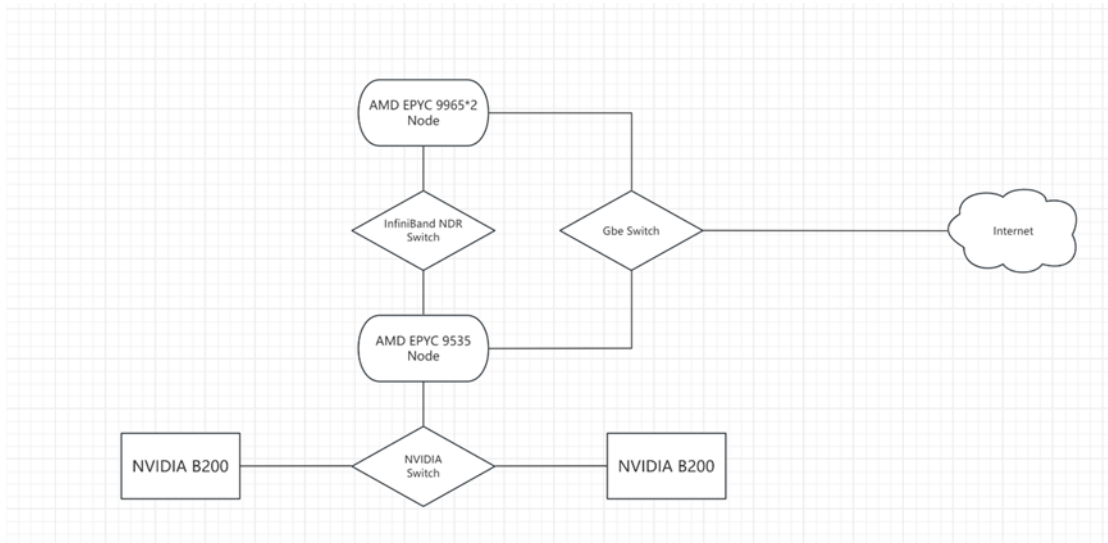 AMD EPYC 9965*2
Node
InfiniBand NDR
Switch
Gbe Switch
Internet
AMD EPYC 9535
Node
NVIDIA B200
NVIDIA
Switch
NVIDIA B200